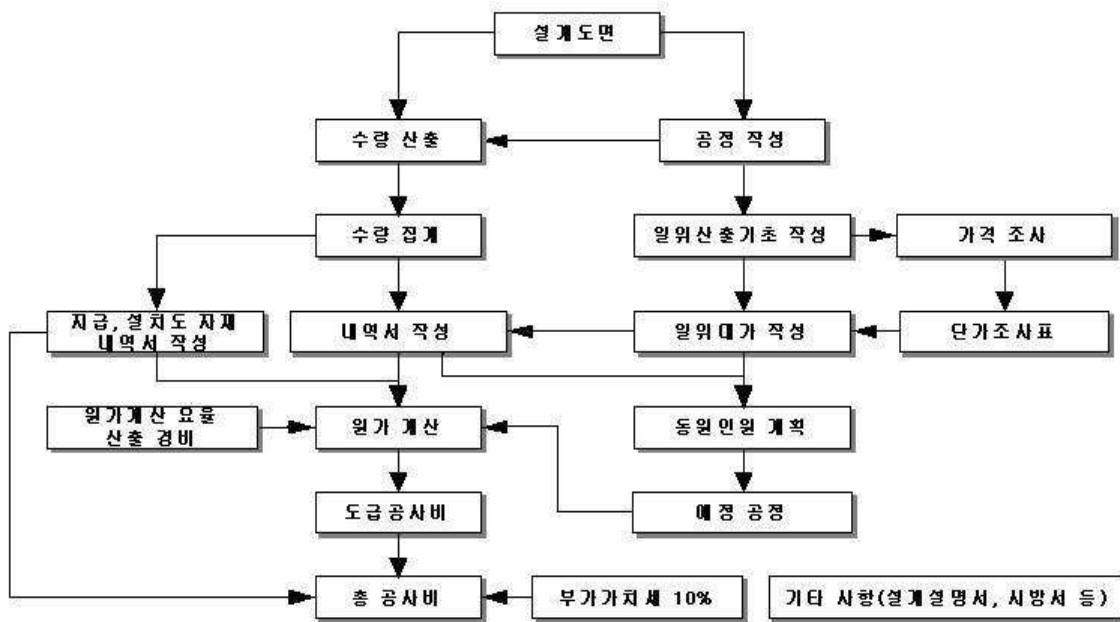 설계도면
수량 산출
공정 작성
수량 집계
일위산출기초 작성
가격 조사
지급, 설치도 자재
내역서 작성
내역서 작성
일위대가 작성
단가조사표
원가계산 요율
산출 경비
원가 계산
동원인원 계획
도급공사비
예정 공정
총 공사비
부가가치세 10%
기타 사항(설계설명서, 시방서 등)